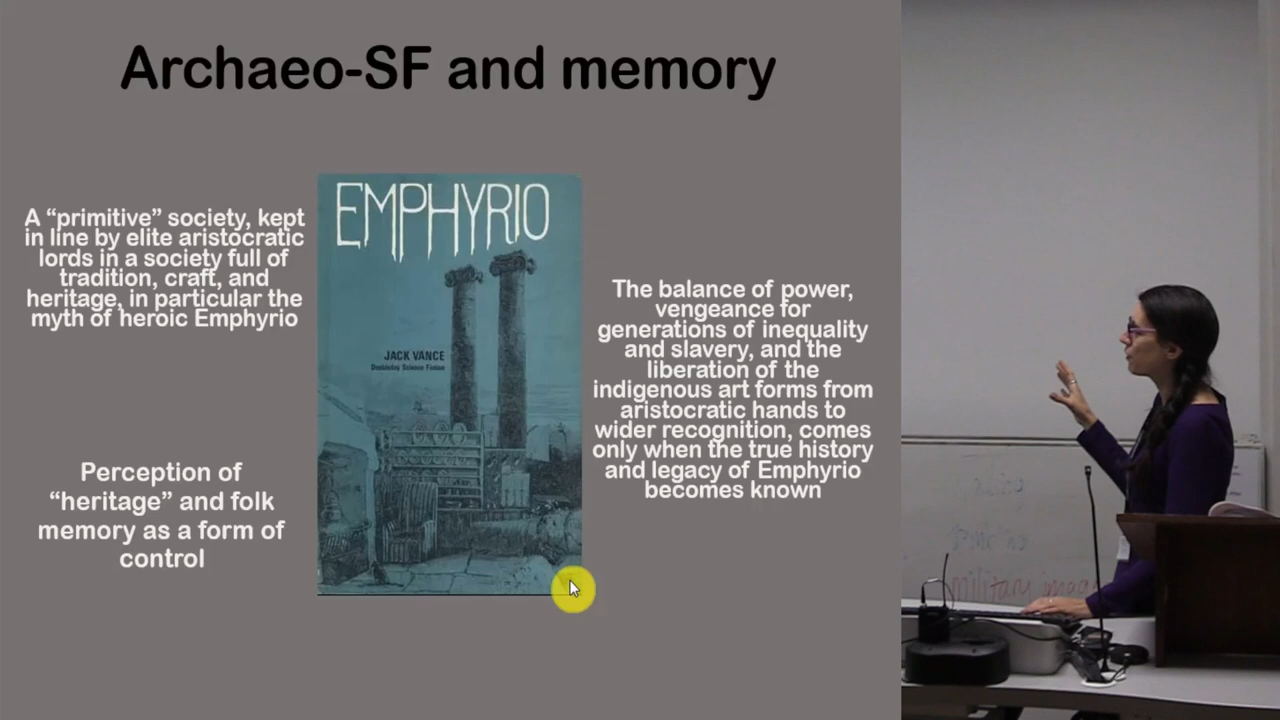 Archaeo-SF and memory
A “primitive” society, kept
in line by elite aristocratic
lords in a society full of
tradition, craft, and
heritage, in particular the
myth of heroic Emphyrio
Perception of
“heritage” and folk
memory as a form of
control
EMPHYRIO
JACK VANCE
Doubleday Science Fiction
The balance of power,
vengeance for
generations of inequality
and slavery, and the
liberation of the
indigenous art forms from
aristocratic hands to
wider recognition, comes
only when the true history
and legacy of Emphyrio
becomes known
military